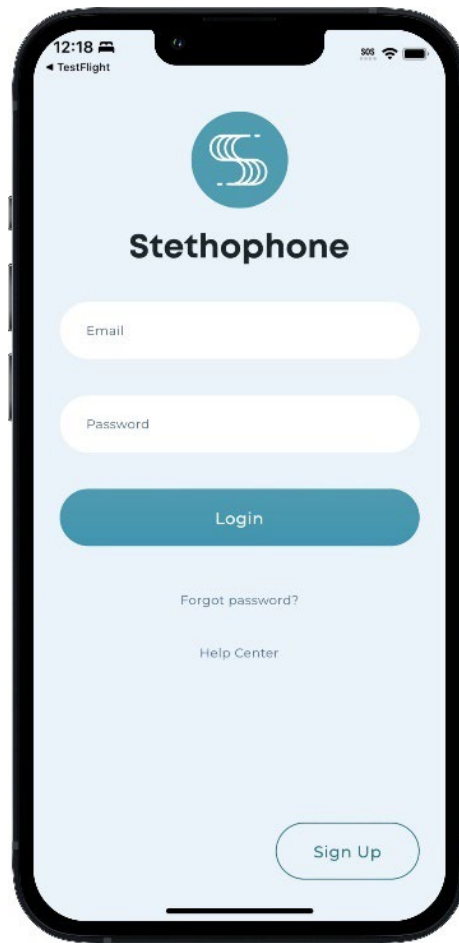 12:18
SOS
◀ TestFlight
Stethophone
Email
Password
Login
Forgot password?
Help Center
Sign Up